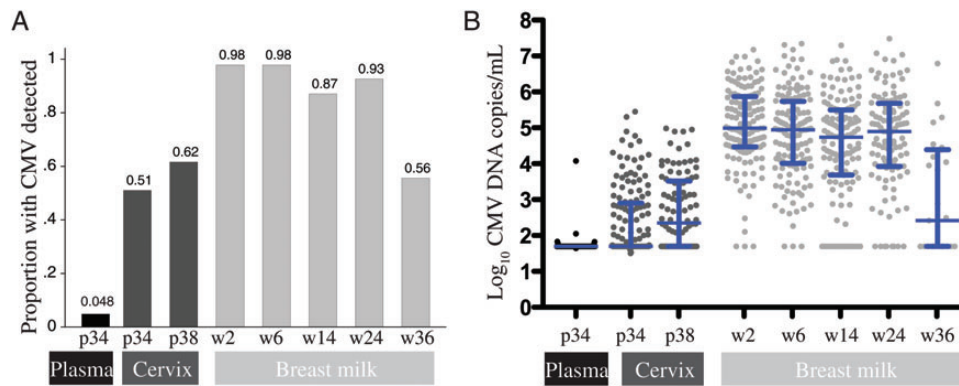 A
Proportion with CMV detected
1
.8
.6
.4
.2
0
0.048
0.51
0.62
0.98
0.98
0.87
0.93
0.56
p34 p34 p38 w2 w6 w14 w24 w36
Plasma Cervix Breast milk
B
Log10 CMV DNA copies/mL
8
7
6
5
4
3
2
1
0
p34 p34 p38 w2 w6 w14 w24 w36
Plasma Cervix Breast milk